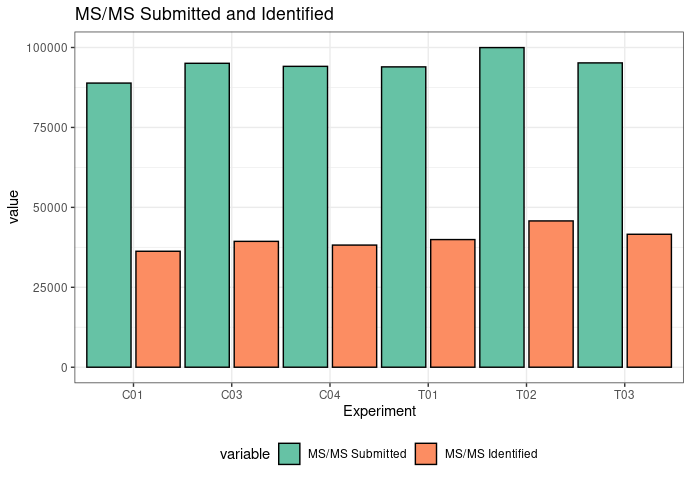 MS/MS Submitted and Identified
100000
75000
50000
25000
0
value
C01 C03 C04 T01 T02 T03
Experiment
variable MS/MS Submitted MS/MS Identified